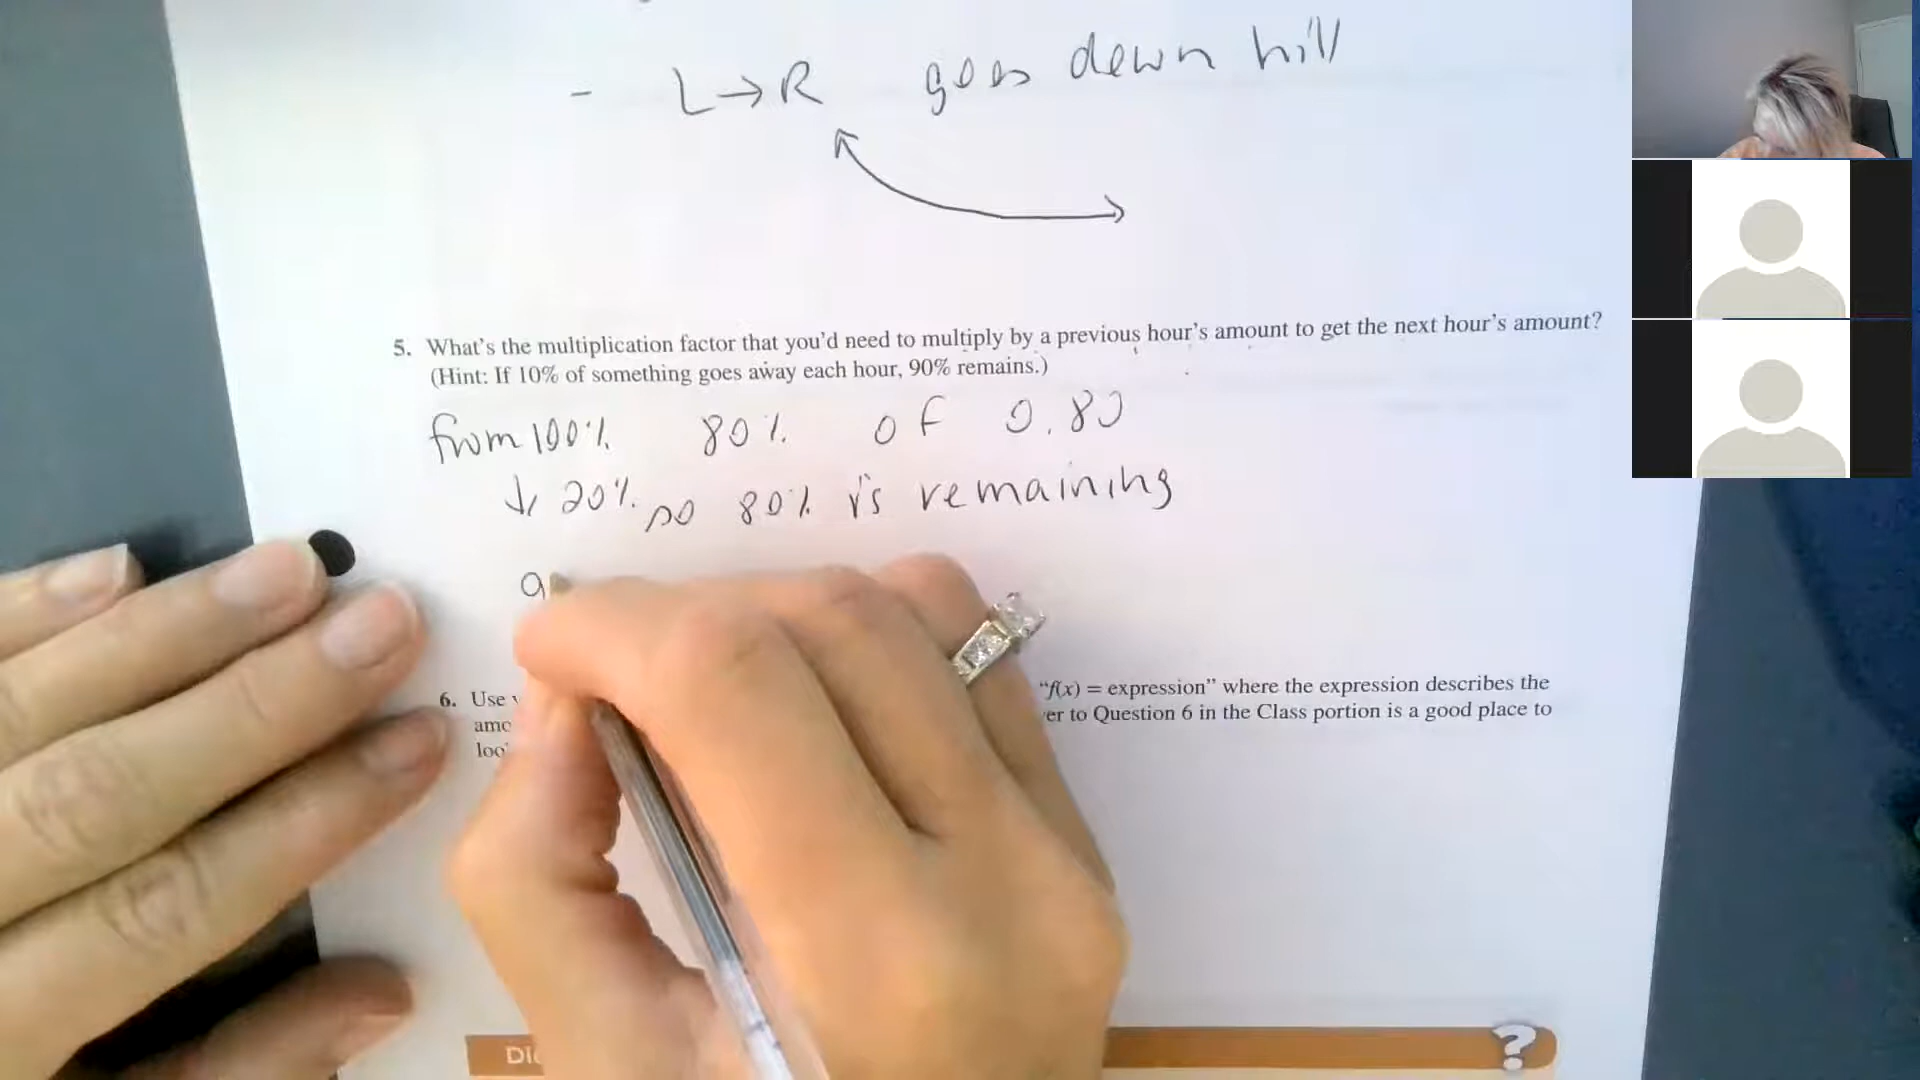 - L→R goes down hill
5. What's the multiplication factor that you'd need to multiply by a previous hour's amount to get the next hour's amount?
(Hint: If 10% of something goes away each hour, 90% remains.)
from 100% 80% of 0.80
↓ 20% so 80% is remaining
6. Use "f(x) = expression" where the expression describes the
to Question 6 in the Class portion is a good place to
?